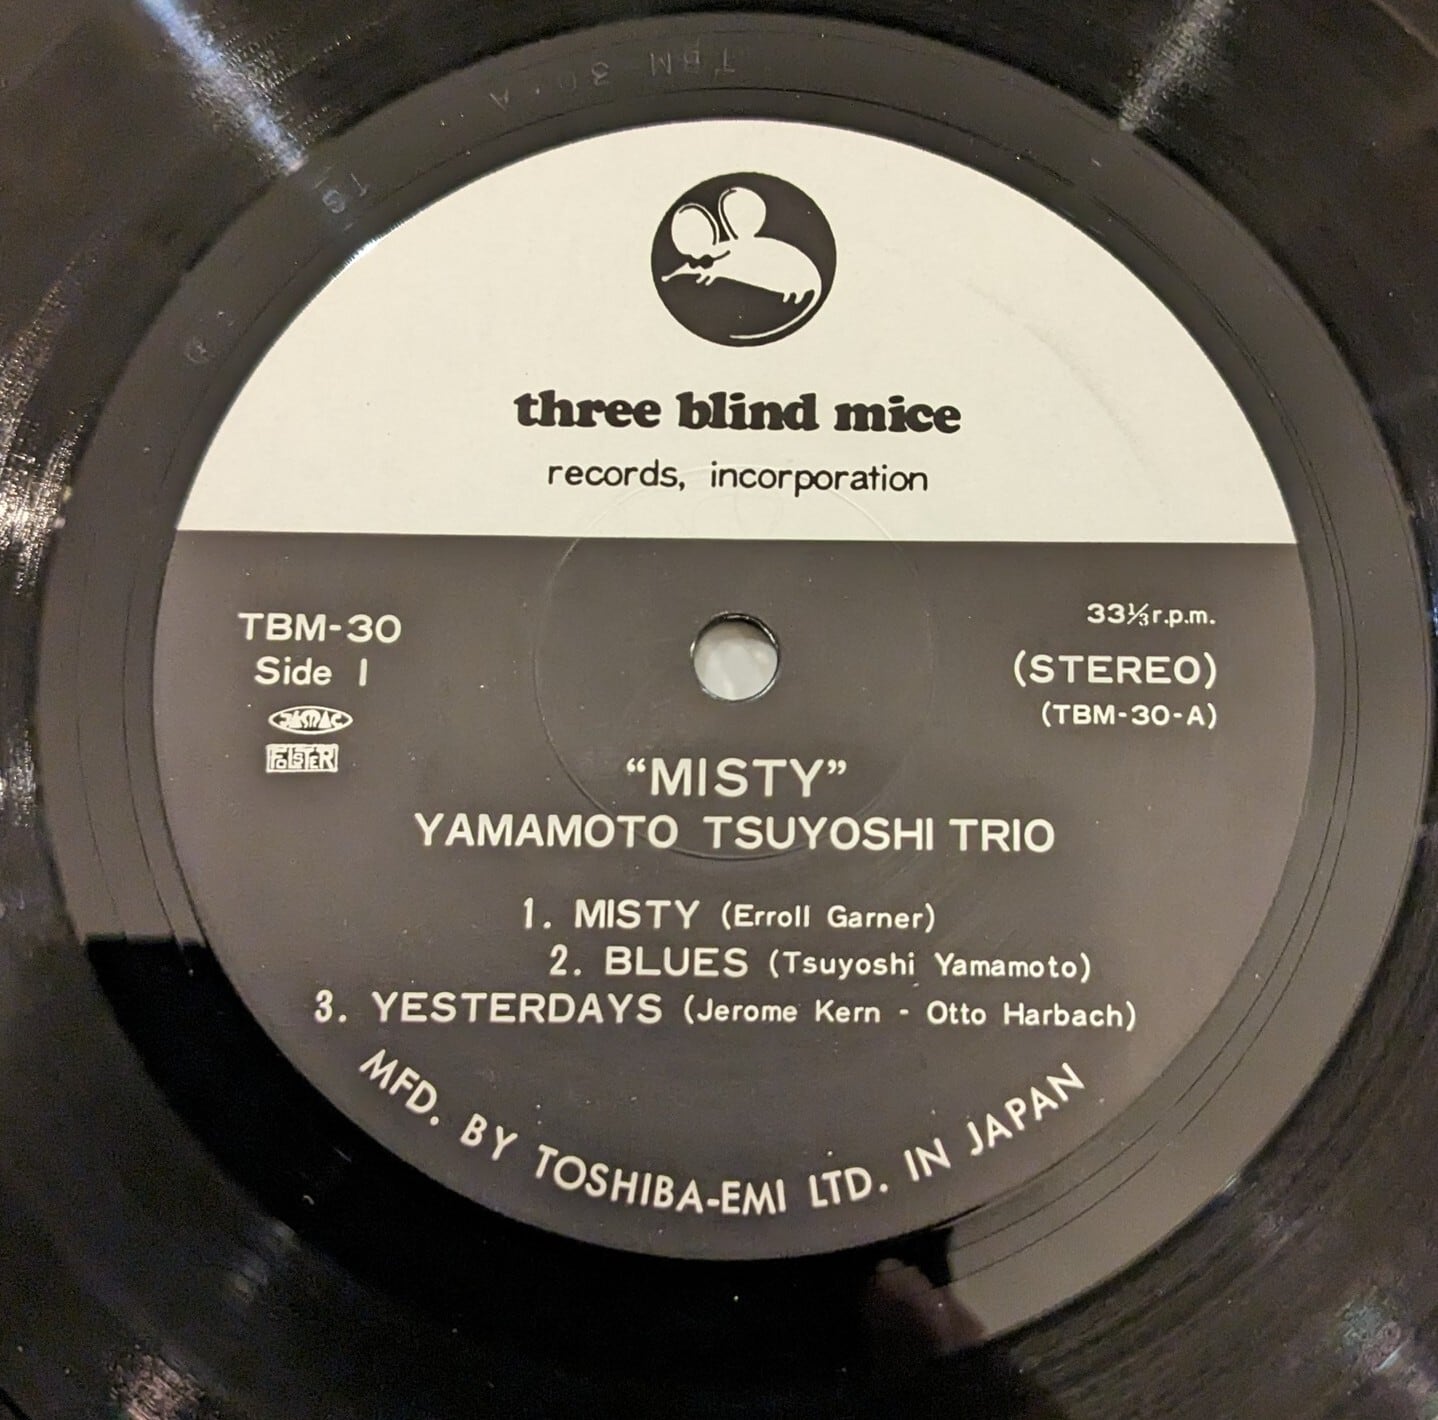 TBM 30 A
three blind mice
records, incorporation
TBM-30
Side 1
JASRAC
FOLSTER
33⅓r.p.m.
(STEREO)
(TBM-30-A)
“MISTY”
YAMAMOTO TSUYOSHI TRIO
1. MISTY (Erroll Garner)
2. BLUES (Tsuyoshi Yamamoto)
3. YESTERDAYS (Jerome Kern - Otto Harbach)
MFD. BY TOSHIBA-EMI LTD. IN JAPAN